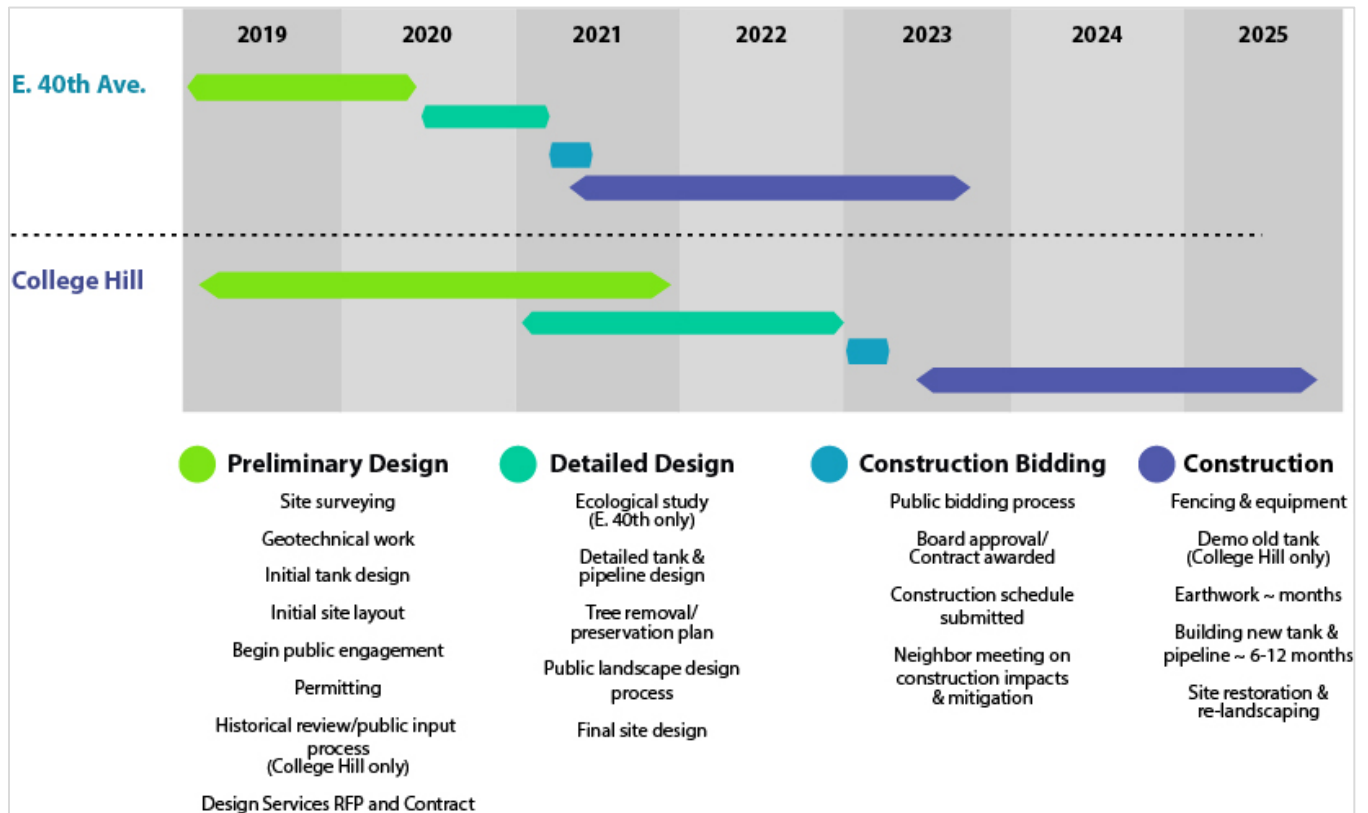 2019 2020 2021 2022 2023 2024 2025
E. 40th Ave.
College Hill
Preliminary Design
Site surveying
Geotechnical work
Initial tank design
Initial site layout
Begin public engagement
Permitting
Historical review/public input
process
(College Hill only)
Design Services RFP and Contract
Detailed Design
Ecological study
(E. 40th only)
Detailed tank &
pipeline design
Tree removal/
preservation plan
Public landscape design
process
Final site design
Construction Bidding
Public bidding process
Board approval/
Contract awarded
Construction schedule
submitted
Neighbor meeting on
construction impacts
& mitigation
Construction
Fencing & equipment
Demo old tank
(College Hill only)
Earthwork ~ months
Building new tank &
pipeline ~ 6-12 months
Site restoration &
re-landscaping